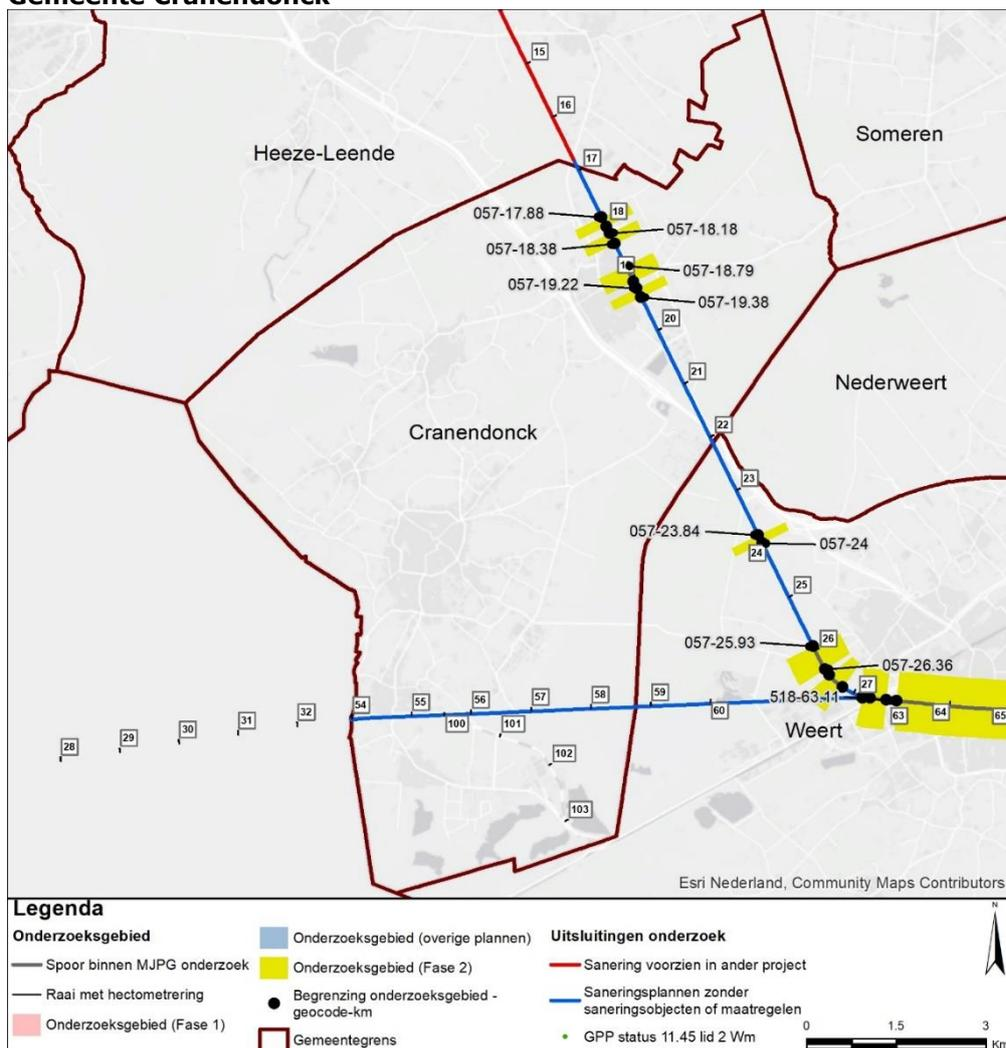 Gemeente Cranendonck
15
16
Someren
Heeze-Leende
17
057-17.88
18
057-18.18
057-18.38
057-18.79
057-19.22
057-19.38
20
21
Nederweert
22
Cranendonck
23
057-23.84
057-24
24
25
057-25.93
26
057-26.36
27
518-63.11
54
55
56
57
58
59
60
63
64
65
28
29
30
31
32
100
101
Weert
102
103
Esri Nederland, Community Maps Contributors
Legenda
Onderzoeksgebied
Spoor binnen MJPG onderzoek
Raai met hectometrering
Onderzoeksgebied (Fase 1)
Onderzoeksgebied (overige plannen)
Onderzoeksgebied (Fase 2)
Begrenzing onderzoeksgebied -
geocode-km
Gemeentegrens
Uitsluitingen onderzoek
Sanering voorzien in ander project
Saneringsplannen zonder
saneringsobjecten of maatregelen
GPP status 11.45 lid 2 Wm
N
0 1.5 3